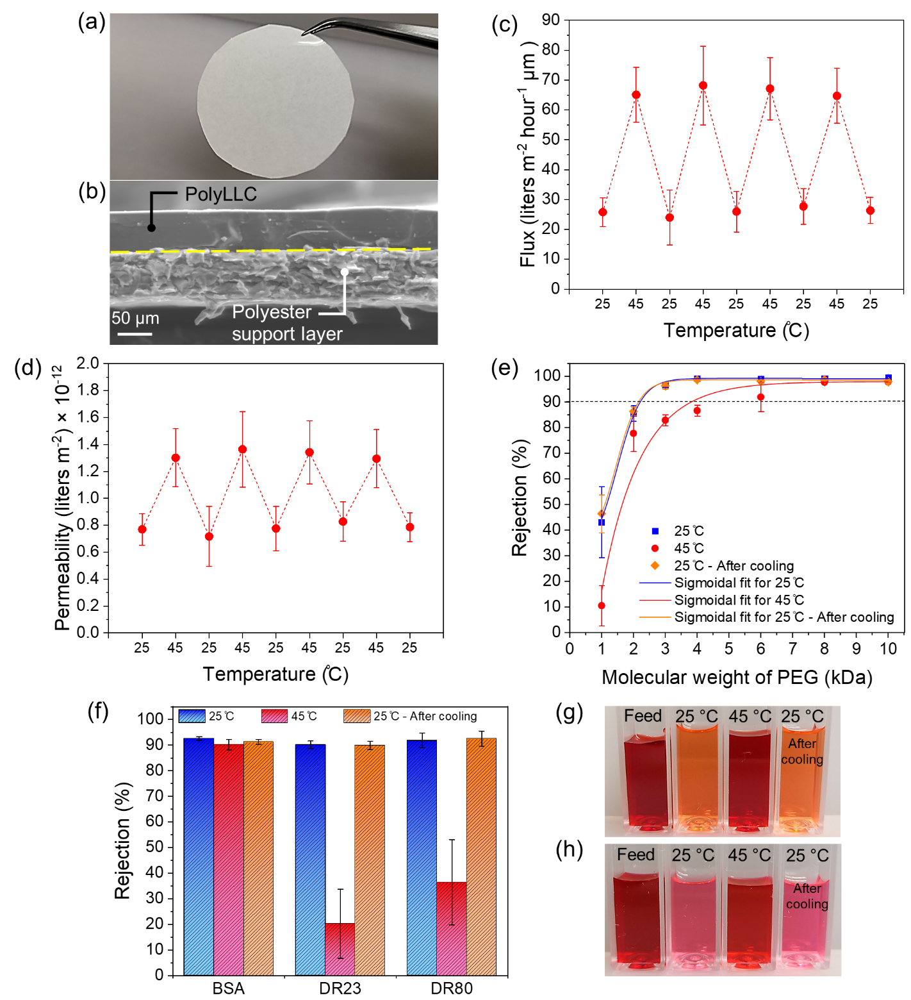 (a)
(b)
PolyLLC
Polyester
support layer
50 µm
(c)
Flux (liters m⁻² hour⁻¹ µm )
90
80
70
60
50
40
30
20
10
0
25 45 25 45 25 45 25 45 25
Temperature (℃)
(d)
Permeability (liters m⁻²) × 10⁻¹²
2.0
1.8
1.6
1.4
1.2
1.0
0.8
0.6
0.4
0.2
0.0
25 45 25 45 25 45 25 45 25
Temperature (℃)
(e)
Rejection (%)
100
90
80
70
60
50
40
30
20
10
0
25℃
45℃
25℃ - After cooling
Sigmoidal fit for 25℃
Sigmoidal fit for 45℃
Sigmoidal fit for 25℃ - After cooling
0 1 2 3 4 5 6 7 8 9 10
Molecular weight of PEG (kDa)
(f)
Rejection (%)
25℃ 45℃ 25℃ - After cooling
100
90
80
70
60
50
40
30
20
10
0
BSA DR23 DR80
(g)
Feed 25 °C 45 °C 25 °C
After
cooling
(h)
Feed 25 °C 45 °C 25 °C
After
cooling